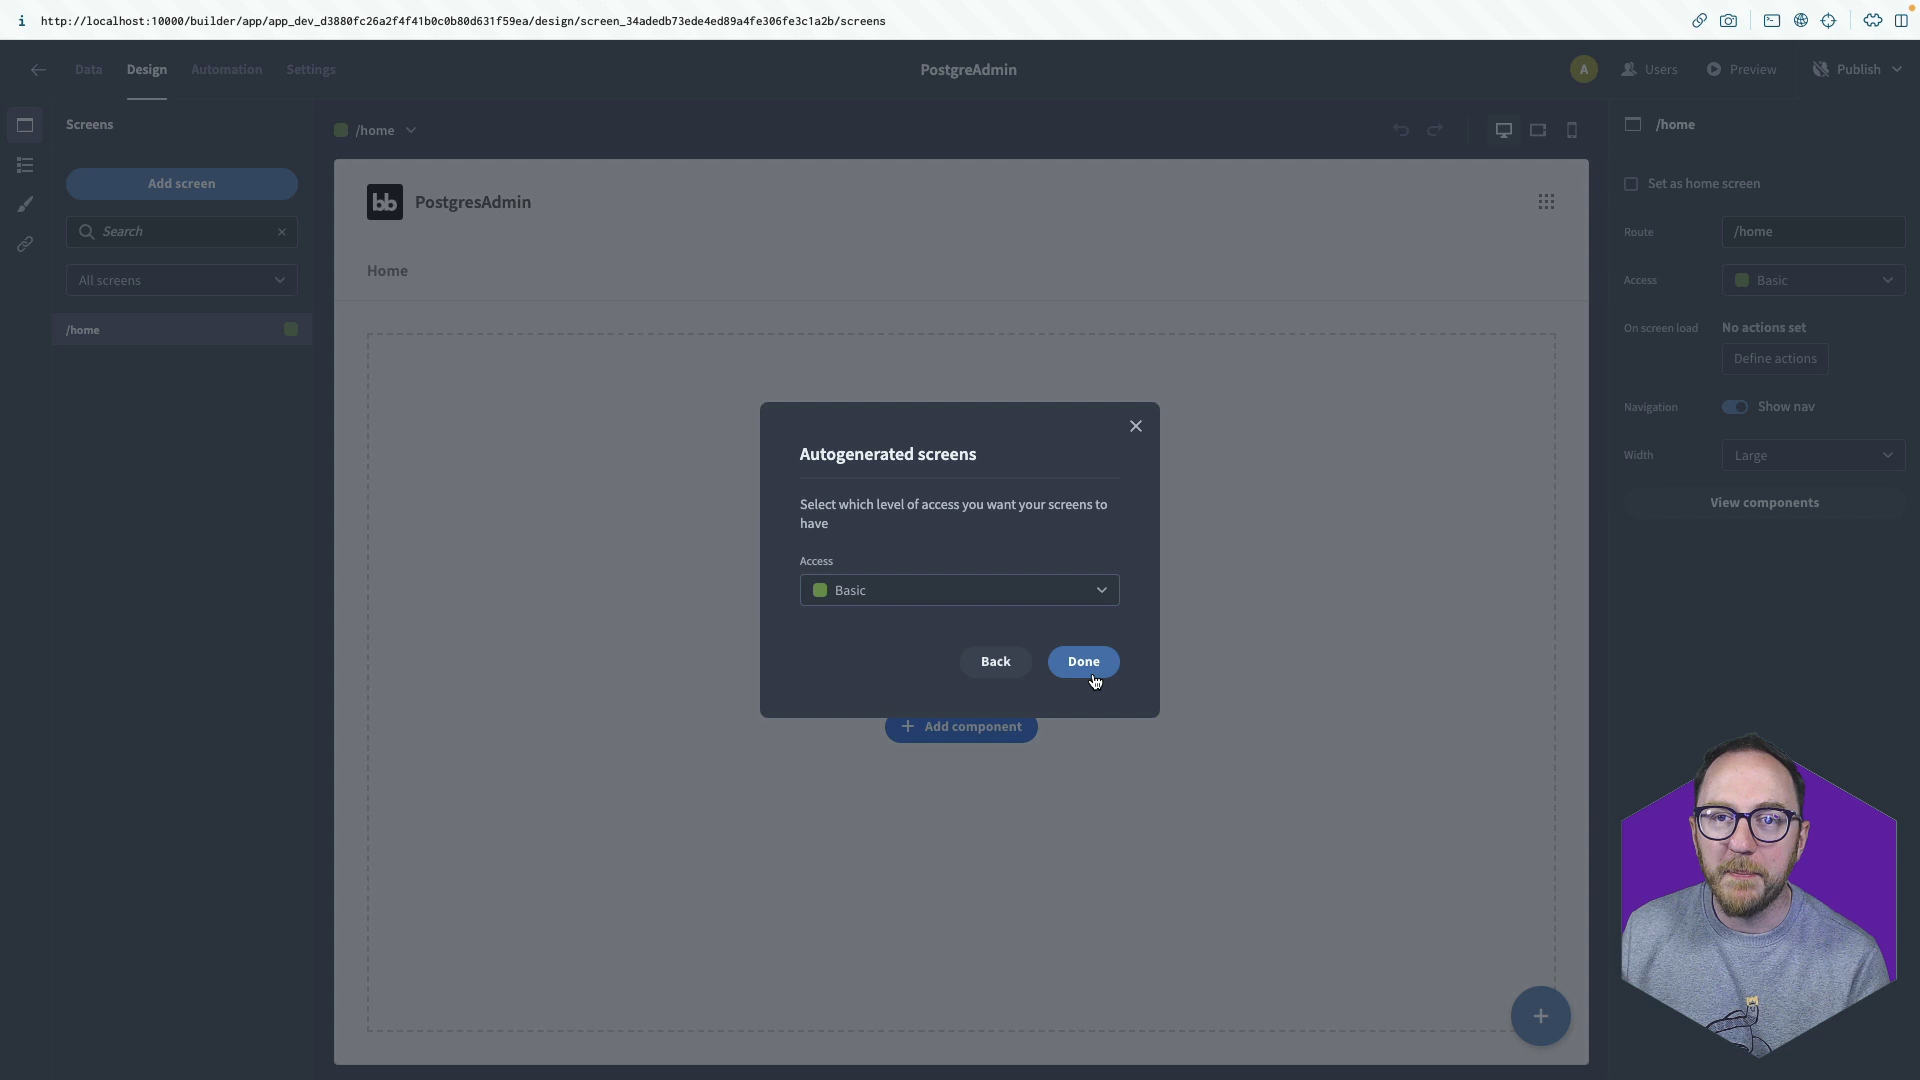 i http://localhost:10000/builder/app/app_dev_d3880fc26a2f4f41b0c0b80d631f59ea/design/screen_34adedb73ede4ed89a4fe306fe3c1a2b/screens
Data Design Automation Settings
PostgreAdmin
A Users Preview Publish
Screens
Add screen
Search
All screens
/home
/home
bb PostgresAdmin
Home
Autogenerated screens
Select which level of access you want your screens to
have
Access
Basic
Back Done
Add component
/home
Set as home screen
Route /home
Access Basic
On screen load No actions set
Define actions
Navigation Show nav
Width Large
View components